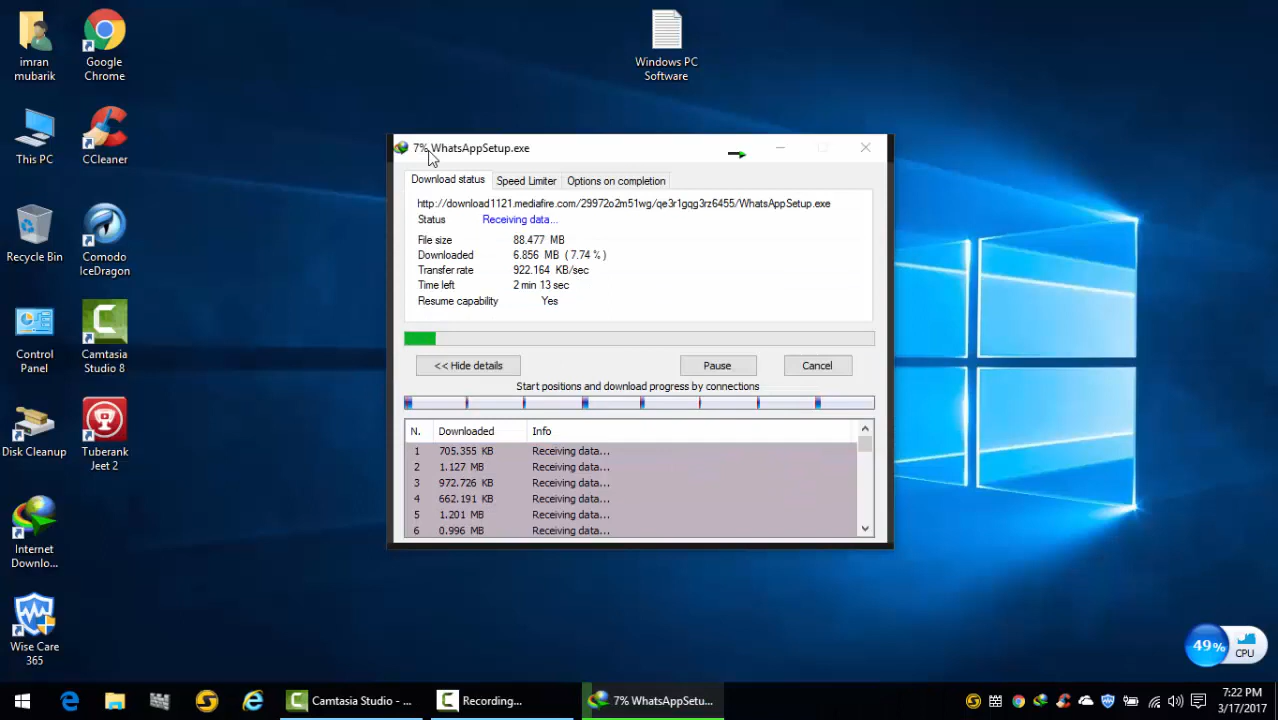 imran
mubarik
Google
Chrome
Windows PC
Software
This PC
CCleaner
Recycle Bin
Comodo
IceDragon
Control
Panel
Camtasia
Studio 8
Disk Cleanup
Tuberank
Jeet 2
Internet
Downlo...
Wise Care
365
7% WhatsAppSetup.exe
Download status
Speed Limiter
Options on completion
http://download1121.mediafire.com/29972o2m51wg/qe3r1gqg3rz6455/WhatsAppSetup.exe
Status Receiving data...
File size 88.477 MB
Downloaded 6.856 MB ( 7.74 % )
Transfer rate 922.164 KB/sec
Time left 2 min 13 sec
Resume capability Yes
<< Hide details
Pause
Cancel
Start positions and download progress by connections
N. Downloaded Info
1 705.355 KB Receiving data...
2 1.127 MB Receiving data...
3 972.726 KB Receiving data...
4 662.191 KB Receiving data...
5 1.201 MB Receiving data...
6 0.996 MB Receiving data...
49% CPU
Camtasia Studio - ...
Recording...
7% WhatsAppSetu...
7:22 PM
3/17/2017